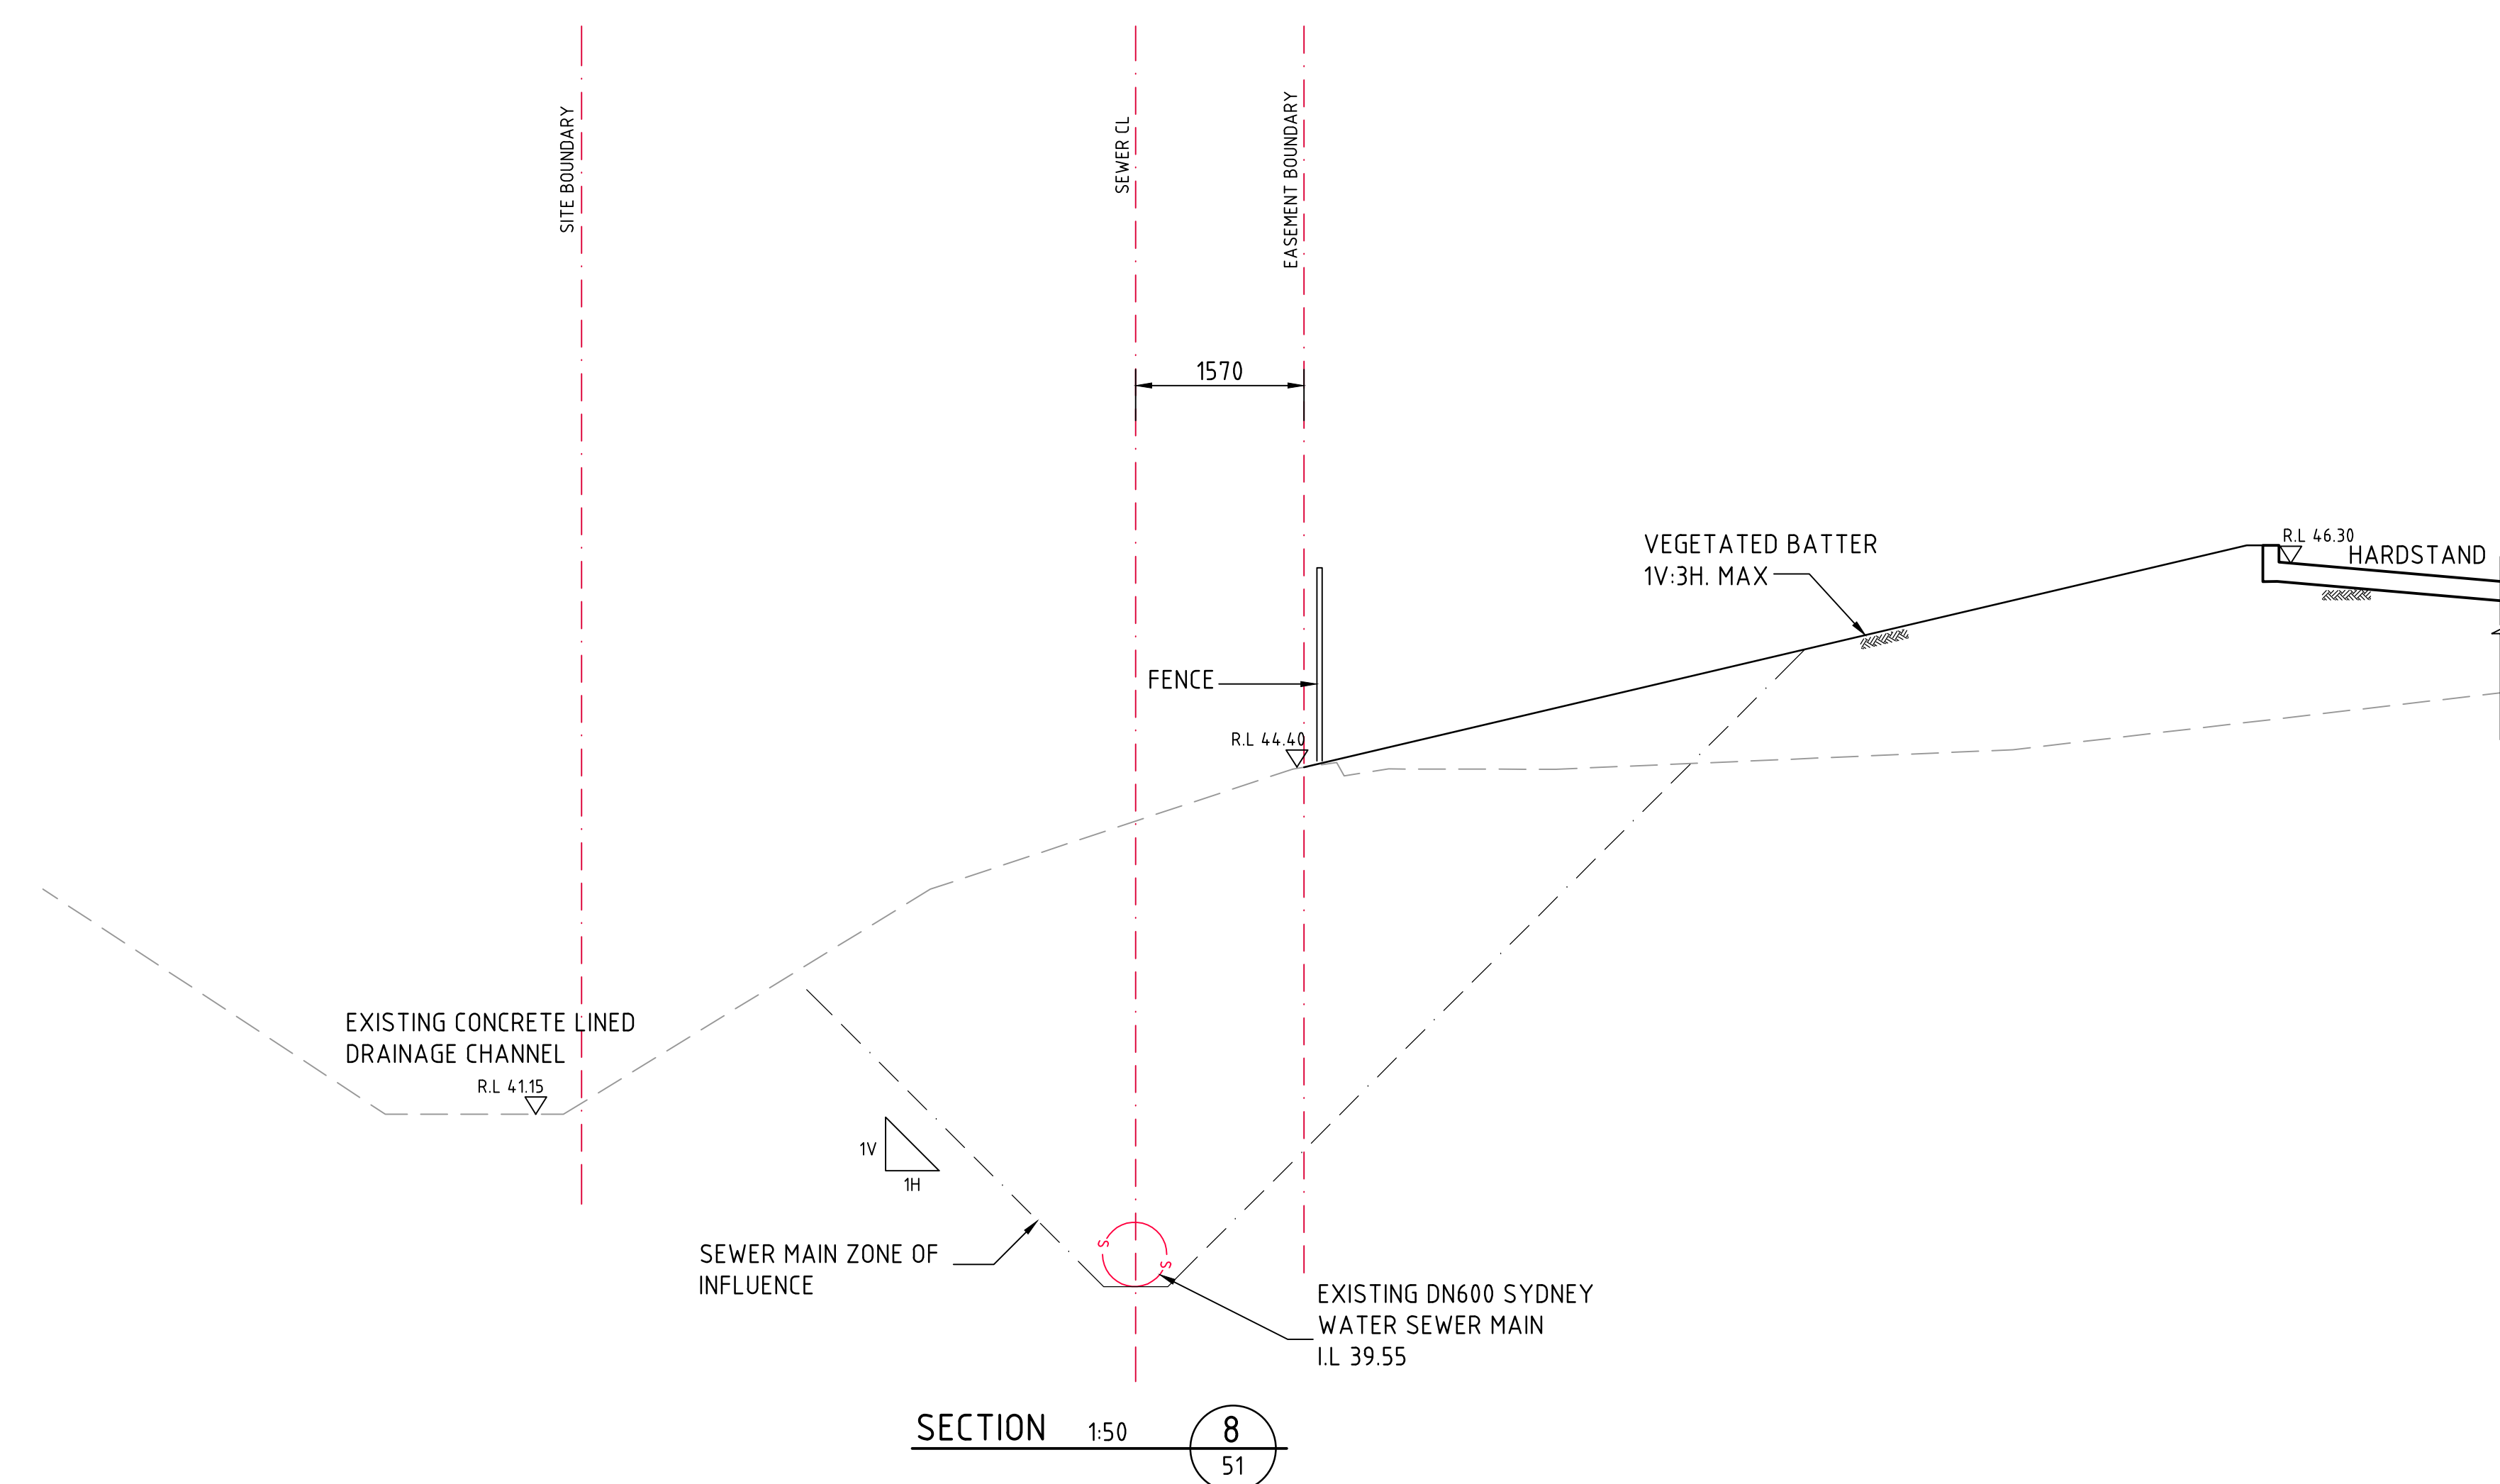 SITE BOUNDARY
SEWER CL
EASEMENT BOUNDARY
1570
VEGETATED BATTER
1V:3H. MAX
R.L 46.30
HARDSTAND
FENCE
R.L 44.40
EXISTING CONCRETE LINED
DRAINAGE CHANNEL
R.L 41.15
1V
1H
SEWER MAIN ZONE OF
INFLUENCE
S
S
EXISTING DN600 SYDNEY
WATER SEWER MAIN
I.L 39.55
SECTION 1:50
8
51